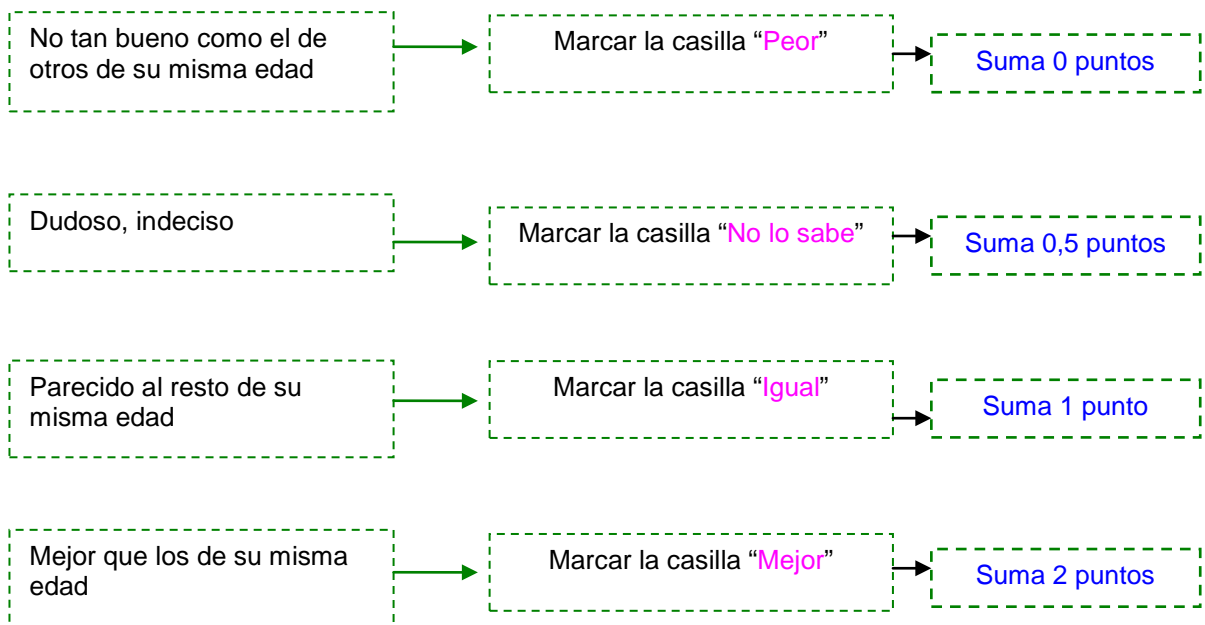 No tan bueno como el de
otros de su misma edad
Marcar la casilla “Peor”
Suma 0 puntos
Dudoso, indeciso
Marcar la casilla “No lo sabe”
Suma 0,5 puntos
Parecido al resto de su
misma edad
Marcar la casilla “Igual”
Suma 1 punto
Mejor que los de su misma
edad
Marcar la casilla “Mejor”
Suma 2 puntos